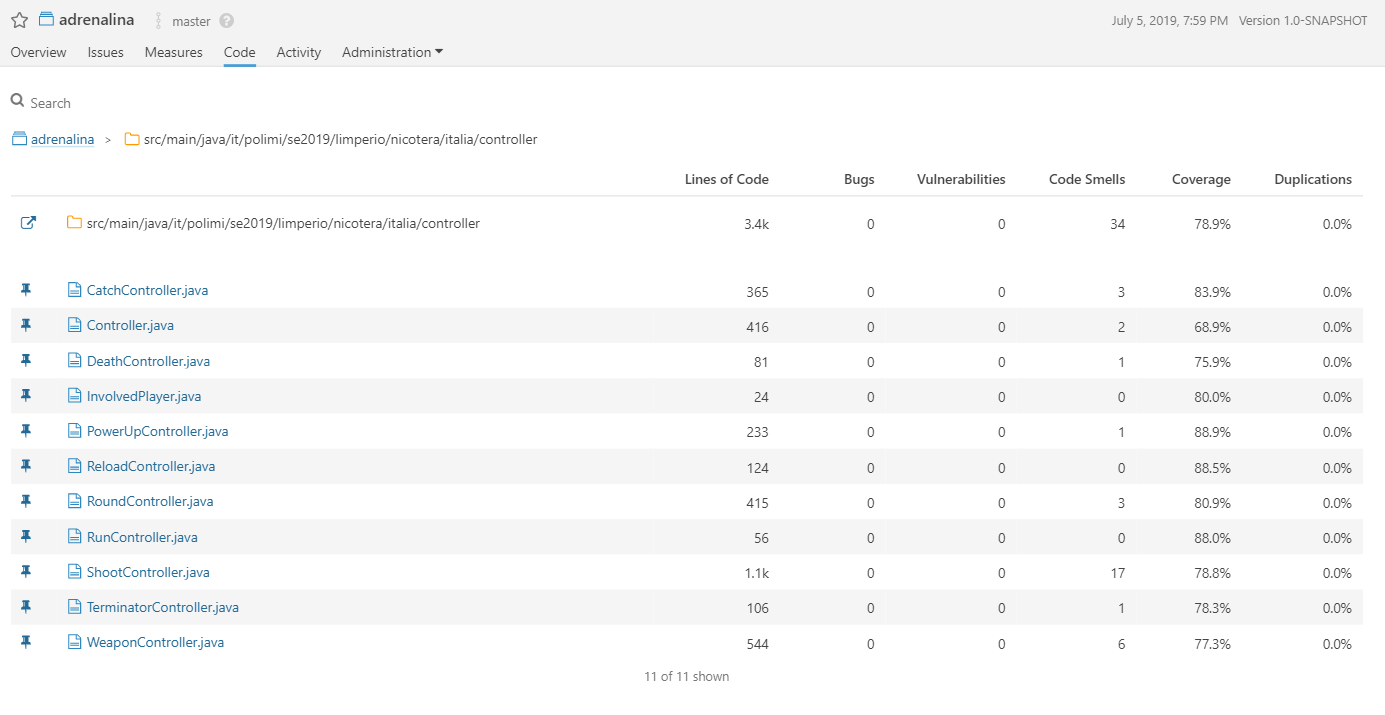 adrenalina master July 5, 2019, 7:59 PM Version 1.0-SNAPSHOT
Overview Issues Measures Code Activity Administration
Search
adrenalina > src/main/java/it/polimi/se2019/limperio/nicotera/italia/controller
Lines of Code Bugs Vulnerabilities Code Smells Coverage Duplications
src/main/java/it/polimi/se2019/limperio/nicotera/italia/controller 3.4k 0 0 34 78.9% 0.0%
CatchController.java 365 0 0 3 83.9% 0.0%
Controller.java 416 0 0 2 68.9% 0.0%
DeathController.java 81 0 0 1 75.9% 0.0%
InvolvedPlayer.java 24 0 0 0 80.0% 0.0%
PowerUpController.java 233 0 0 1 88.9% 0.0%
ReloadController.java 124 0 0 0 88.5% 0.0%
RoundController.java 415 0 0 3 80.9% 0.0%
RunController.java 56 0 0 0 88.0% 0.0%
ShootController.java 1.1k 0 0 17 78.8% 0.0%
TerminatorController.java 106 0 0 1 78.3% 0.0%
WeaponController.java 544 0 0 6 77.3% 0.0%
11 of 11 shown